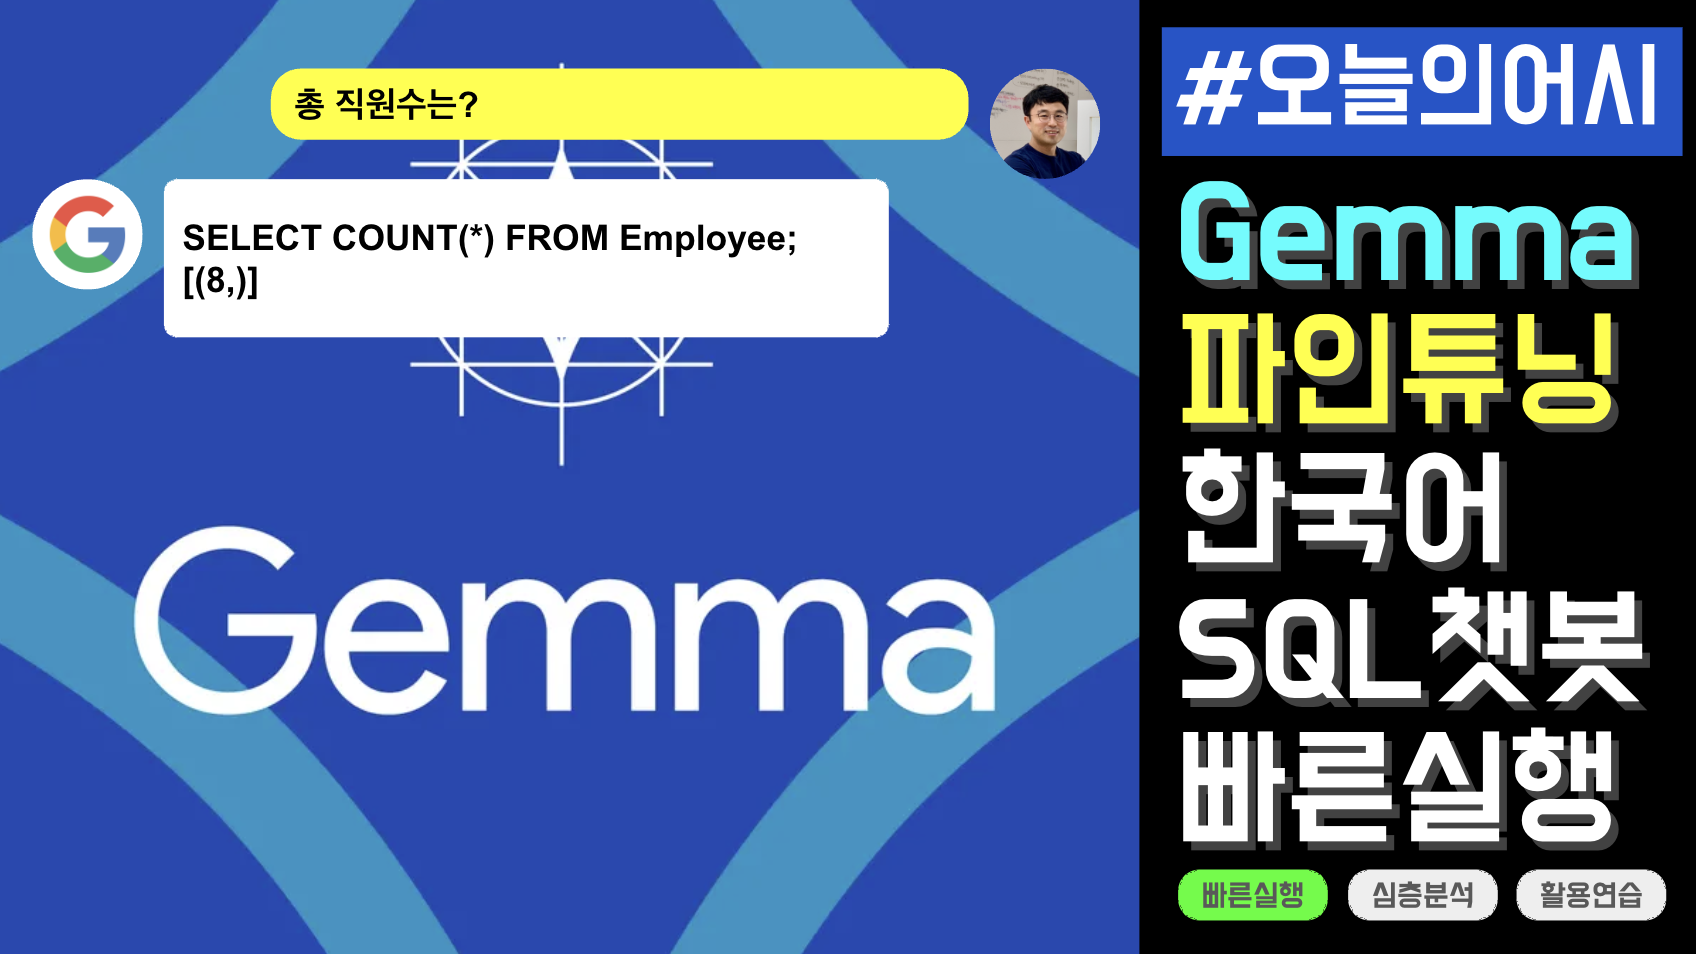 총 직원수는?
SELECT COUNT(*) FROM Employee;
[(8,)]
Gemma
#오늘의어시
Gemma
파인튜닝
한국어
SQL챗봇
빠른실행
빠른실행 심층분석 활용연습